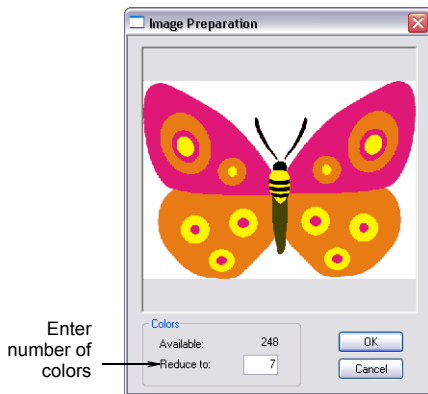 Image Preparation
Colors
Available: 248
Reduce to: 7
OK
Cancel
Enter
number of
colors